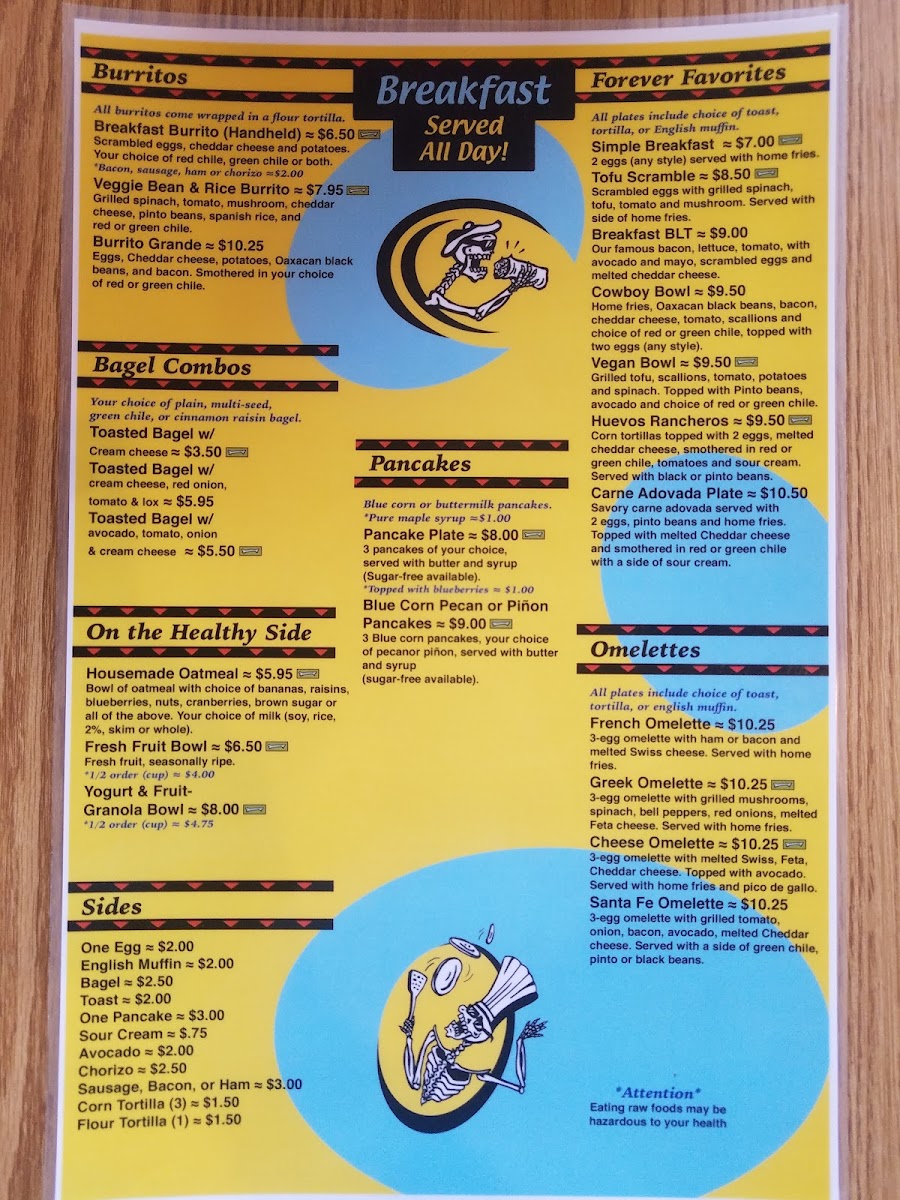 Breakfast
Served
All Day!
Burritos
All burritos come wrapped in a flour tortilla.
Breakfast Burrito (Handheld) ≈ $6.50
Scrambled eggs, cheddar cheese and potatoes.
Your choice of red chile, green chile or both.
*Bacon, sausage, ham or chorizo ≈$2.00
Veggie Bean & Rice Burrito ≈ $7.95
Grilled spinach, tomato, mushroom, cheddar
cheese, pinto beans, spanish rice, and
red or green chile.
Burrito Grande ≈ $10.25
Eggs, Cheddar cheese, potatoes, Oaxacan black
beans, and bacon. Smothered in your choice
of red or green chile.
Bagel Combos
Your choice of plain, multi-seed,
green chile, or cinnamon raisin bagel.
Toasted Bagel w/
Cream cheese ≈ $3.50
Toasted Bagel w/
cream cheese, red onion,
tomato & lox ≈ $5.95
Toasted Bagel w/
avocado, tomato, onion
& cream cheese ≈ $5.50
On the Healthy Side
Housemade Oatmeal ≈ $5.95
Bowl of oatmeal with choice of bananas, raisins,
blueberries, nuts, cranberries, brown sugar or
all of the above. Your choice of milk (soy, rice,
2%, skim or whole).
Fresh Fruit Bowl ≈ $6.50
Fresh fruit, seasonally ripe.
*1/2 order (cup) ≈ $4.00
Yogurt & Fruit-
Granola Bowl ≈ $8.00
*1/2 order (cup) ≈ $4.75
Sides
One Egg ≈ $2.00
English Muffin ≈ $2.00
Bagel ≈ $2.50
Toast ≈ $2.00
One Pancake ≈ $3.00
Sour Cream ≈ $.75
Avocado ≈ $2.00
Chorizo ≈ $2.50
Sausage, Bacon, or Ham ≈ $3.00
Corn Tortilla (3) ≈ $1.50
Flour Tortilla (1) ≈ $1.50
Pancakes
Blue corn or buttermilk pancakes.
*Pure maple syrup ≈$1.00
Pancake Plate ≈ $8.00
3 pancakes of your choice,
served with butter and syrup
(Sugar-free available).
*Topped with blueberries ≈ $1.00
Blue Corn Pecan or Piñon
Pancakes ≈ $9.00
3 Blue corn pancakes, your choice
of pecanor piñon, served with butter
and syrup
(sugar-free available).
Forever Favorites
All plates include choice of toast,
tortilla, or English muffin.
Simple Breakfast ≈ $7.00
2 eggs (any style) served with home fries.
Tofu Scramble ≈ $8.50
Scrambled eggs with grilled spinach,
tofu, tomato and mushroom. Served with
side of home fries.
Breakfast BLT ≈ $9.00
Our famous bacon, lettuce, tomato, with
avocado and mayo, scrambled eggs and
melted cheddar cheese.
Cowboy Bowl ≈ $9.50
Home fries, Oaxacan black beans, bacon,
cheddar cheese, tomato, scallions and
choice of red or green chile, topped with
two eggs (any style).
Vegan Bowl ≈ $9.50
Grilled tofu, scallions, tomato, potatoes
and spinach. Topped with Pinto beans,
avocado and choice of red or green chile.
Huevos Rancheros ≈ $9.50
Corn tortillas topped with 2 eggs, melted
cheddar cheese, smothered in red or
green chile, tomatoes and sour cream.
Served with black or pinto beans.
Carne Adovada Plate ≈ $10.50
Savory carne adovada served with
2 eggs, pinto beans and home fries.
Topped with melted Cheddar cheese
and smothered in red or green chile
with a side of sour cream.
Omelettes
All plates include choice of toast,
tortilla, or english muffin.
French Omelette ≈ $10.25
3-egg omelette with ham or bacon and
melted Swiss cheese. Served with home
fries.
Greek Omelette ≈ $10.25
3-egg omelette with grilled mushrooms,
spinach, bell peppers, red onions, melted
Feta cheese. Served with home fries.
Cheese Omelette ≈ $10.25
3-egg omelette with melted Swiss, Feta,
Cheddar cheese. Topped with avocado.
Served with home fries and pico de gallo.
Santa Fe Omelette ≈ $10.25
3-egg omelette with grilled tomato,
onion, bacon, avocado, melted Cheddar
cheese. Served with a side of green chile,
pinto or black beans.
*Attention*
Eating raw foods may be
hazardous to your health